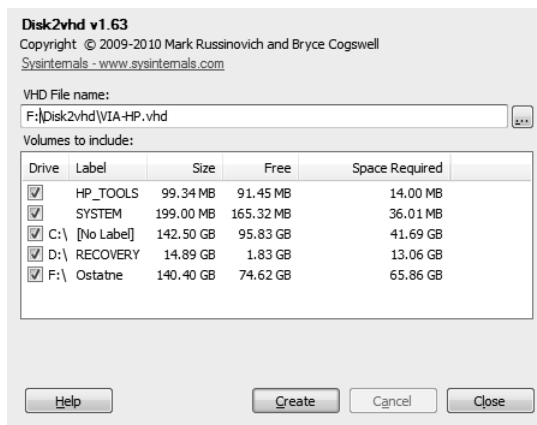 Disk2vhd v1.63
Copyright © 2009-2010 Mark Russinovich and Bryce Cogswell
Sysinternals - www.sysinternals.com
VHD File name:
F:\Disk2vhd\VIA-HP.vhd
...
Volumes to include:
Drive Label Size Free Space Required
HP_TOOLS 99.34 MB 91.45 MB 14.00 MB
SYSTEM 199.00 MB 165.32 MB 36.01 MB
C:\ [No Label] 142.50 GB 95.83 GB 41.69 GB
D:\ RECOVERY 14.89 GB 1.83 GB 13.06 GB
F:\ Ostatne 140.40 GB 74.62 GB 65.86 GB
Help Create Cancel Close